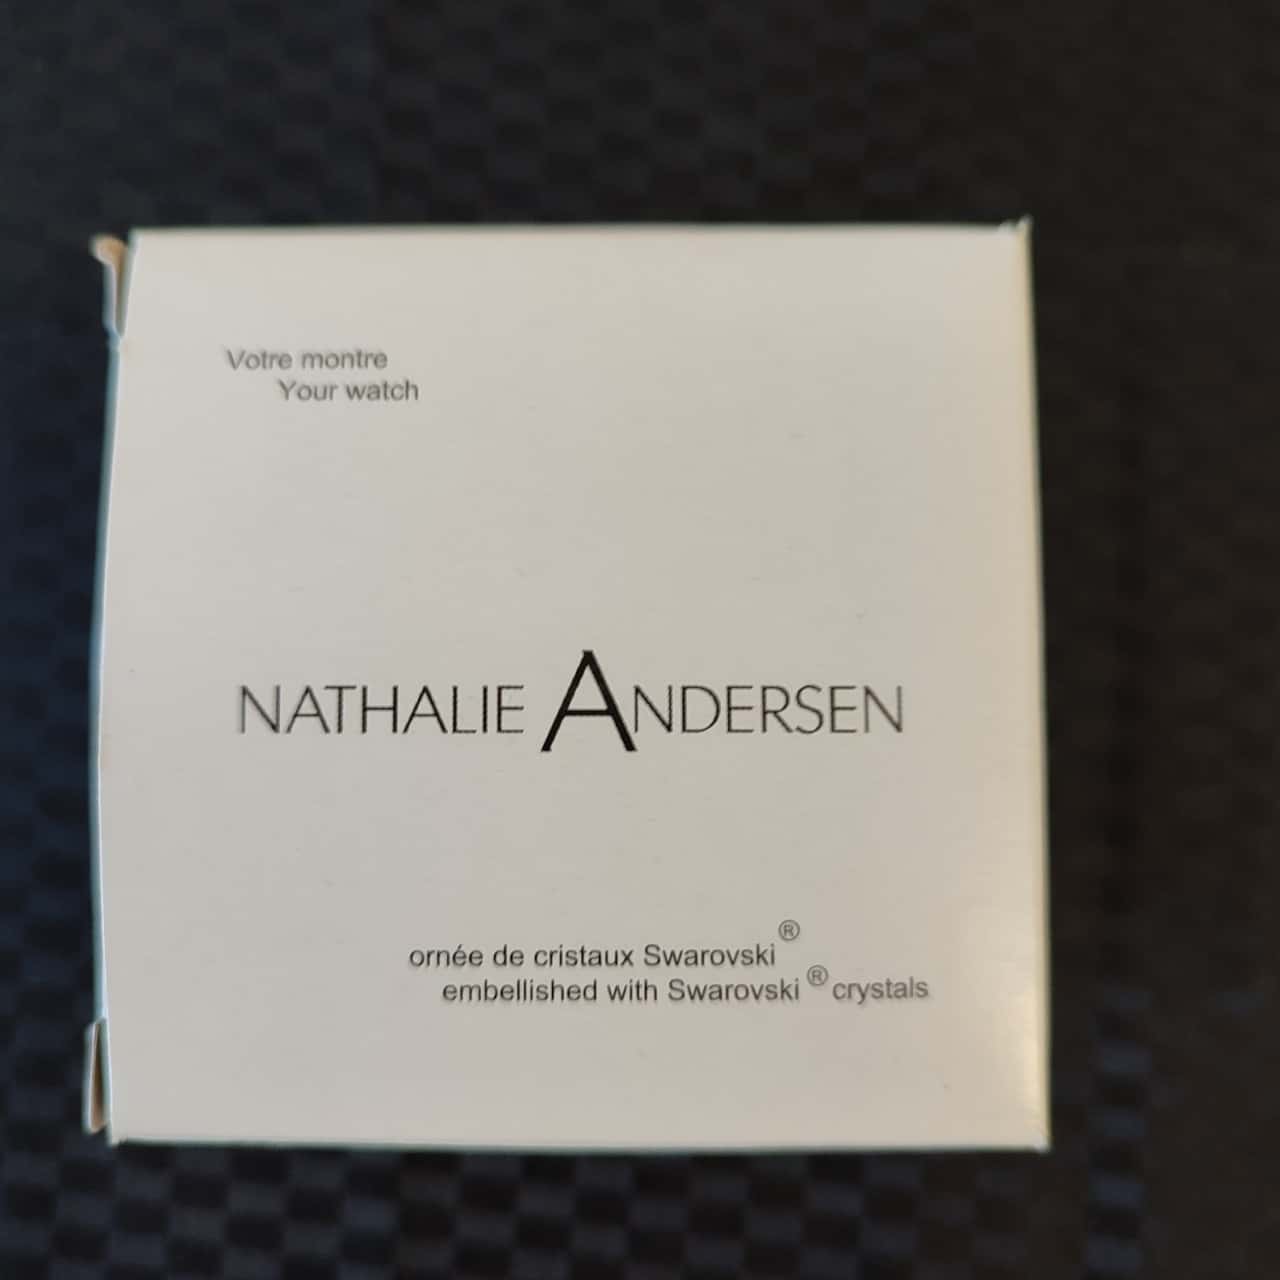 Votre montre
Your watch
NATHALIE ANDERSEN
ornée de cristaux Swarovski®
embellished with Swarovski® crystals